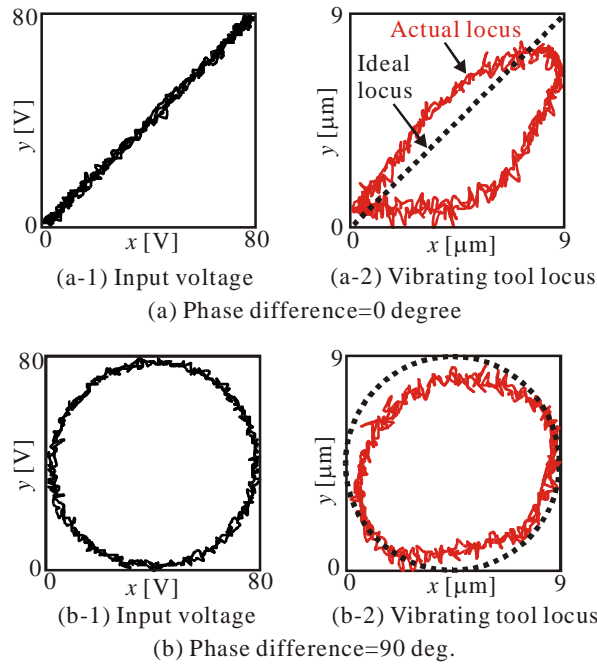 80
y [V]
0
0
x [V]
80
(a-1) Input voltage
9
Actual locus
Ideal
locus
y [μm]
0
0
x [μm]
9
(a-2) Vibrating tool locus
(a) Phase difference=0 degree
80
y [V]
0
0
x [V]
80
(b-1) Input voltage
9
y [μm]
0
0
x [μm]
9
(b-2) Vibrating tool locus
(b) Phase difference=90 deg.